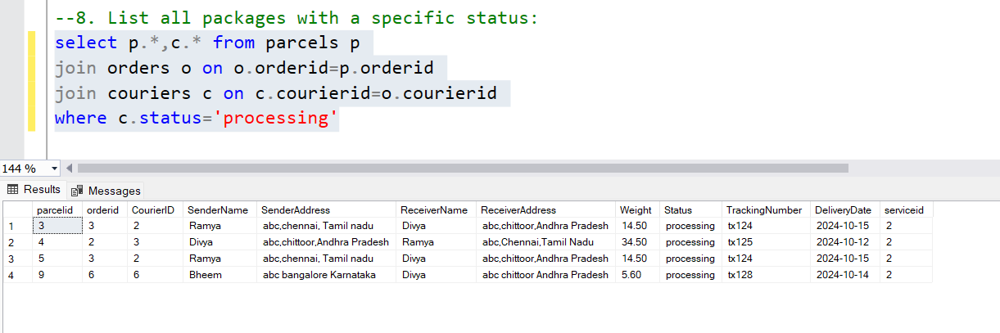 --8. List all packages with a specific status:
select p.*,c.* from parcels p
join orders o on o.orderid=p.orderid
join couriers c on c.courierid=o.courierid
where c.status='processing'
144 %
Results Messages
parcelid orderid CourierID SenderName SenderAddress ReceiverName ReceiverAddress Weight Status TrackingNumber DeliveryDate serviceid
1 3 3 2 Ramya abc,chennai, Tamil nadu Divya abc,chittoor,Andhra Pradesh 14.50 processing tx124 2024-10-15 2
2 4 2 3 Divya abc,chittoor,Andhra Pradesh Ramya abc,Chennai,Tamil Nadu 34.50 processing tx125 2024-10-12 2
3 5 3 2 Ramya abc,chennai, Tamil nadu Divya abc,chittoor,Andhra Pradesh 14.50 processing tx124 2024-10-15 2
4 9 6 6 Bheem abc bangalore Karnataka Divya abc chittoor Andhra Pradesh 5.60 processing tx128 2024-10-14 2